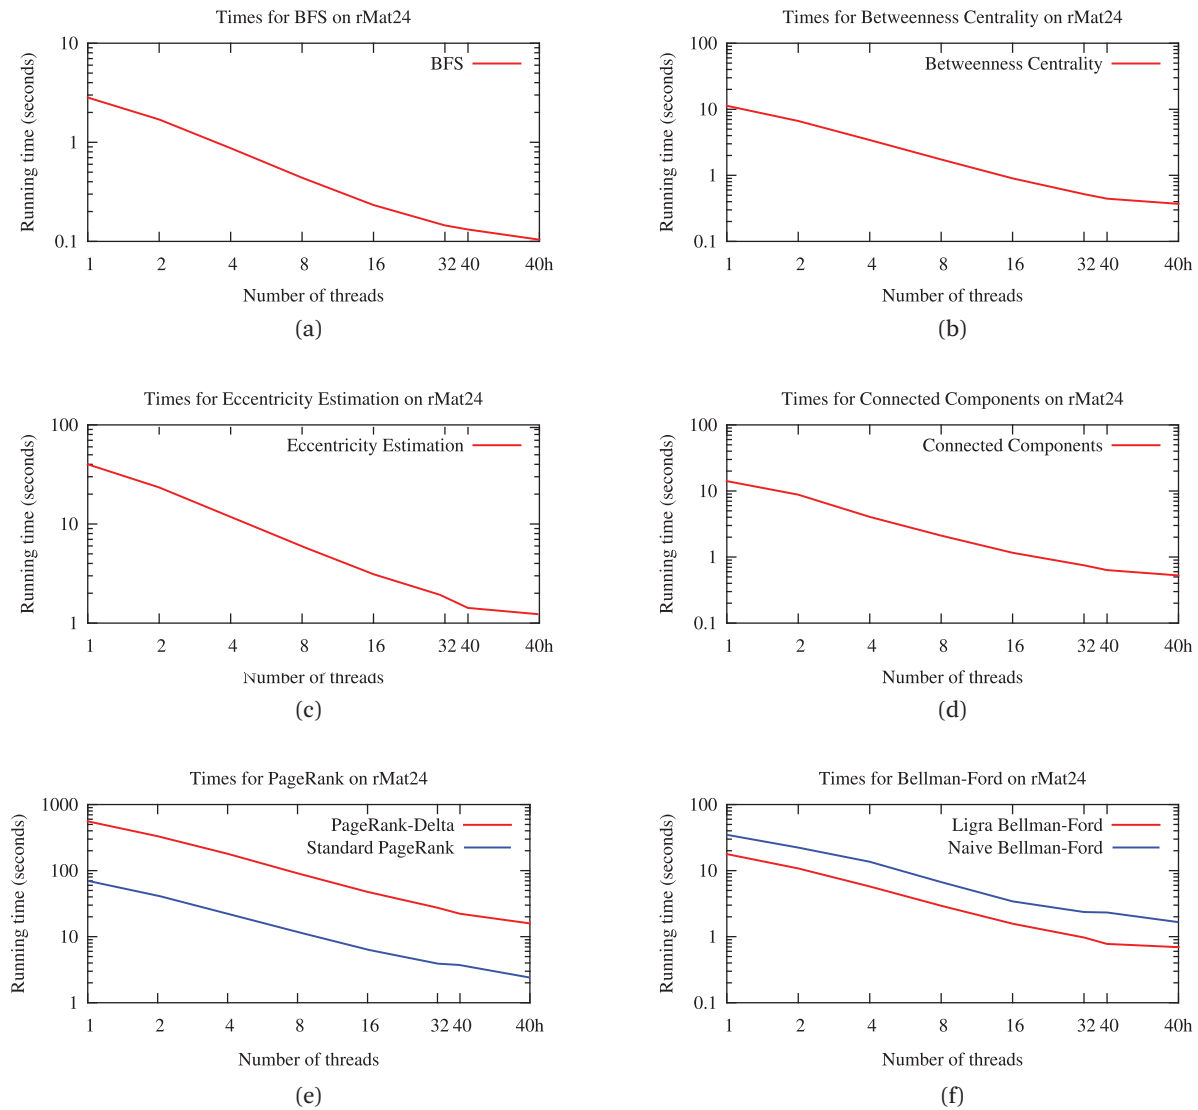 Times for BFS on rMat24
10
1
0.1
Running time (seconds)
BFS
1 2 4 8 16 32 40 40h
Number of threads
(a)
Times for Betweenness Centrality on rMat24
100
10
1
0.1
Running time (seconds)
Betweenness Centrality
1 2 4 8 16 32 40 40h
Number of threads
(b)
Times for Eccentricity Estimation on rMat24
100
10
1
Running time (seconds)
Eccentricity Estimation
1 2 4 8 16 32 40 40h
Number of threads
(c)
Times for Connected Components on rMat24
100
10
1
0.1
Running time (seconds)
Connected Components
1 2 4 8 16 32 40 40h
Number of threads
(d)
Times for PageRank on rMat24
1000
100
10
1
Running time (seconds)
PageRank-Delta
Standard PageRank
1 2 4 8 16 32 40 40h
Number of threads
(e)
Times for Bellman-Ford on rMat24
100
10
1
0.1
Running time (seconds)
Ligra Bellman-Ford
Naive Bellman-Ford
1 2 4 8 16 32 40 40h
Number of threads
(f)